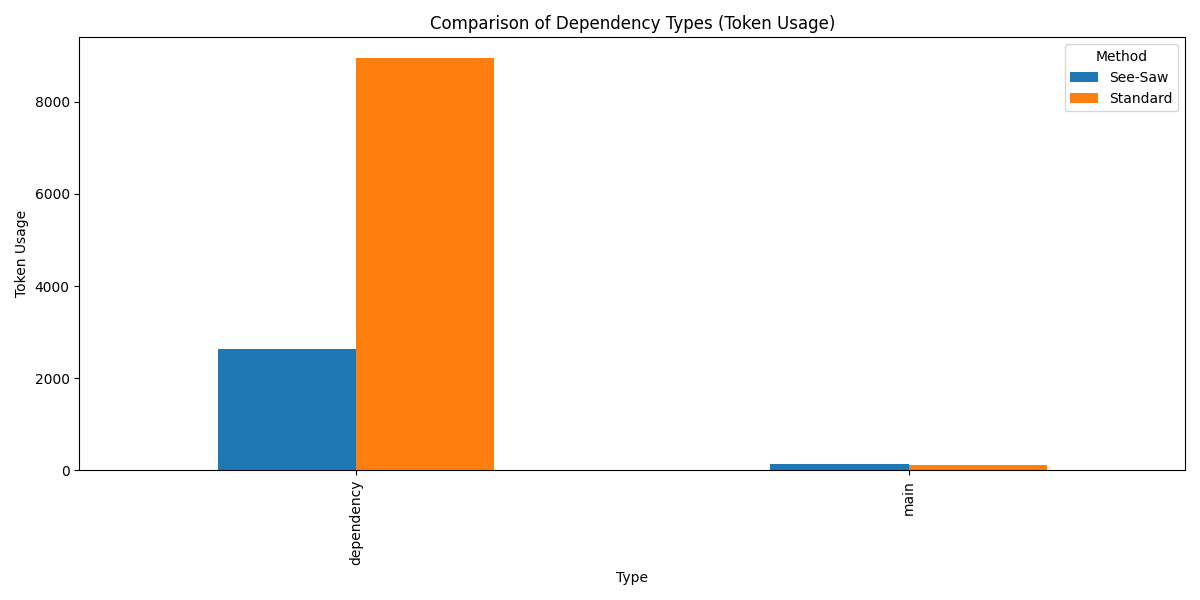 Comparison of Dependency Types (Token Usage)
Method
See-Saw
Standard
Token Usage
8000
6000
4000
2000
0
dependency
main
Type